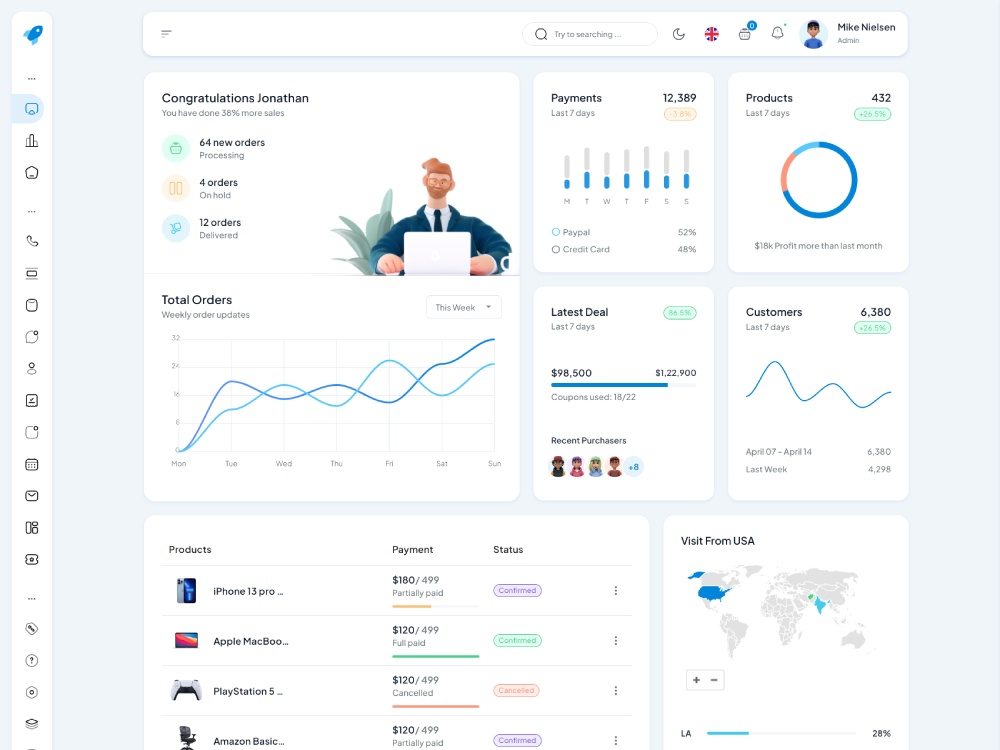 Try to searching ...
0
Mike Nielsen
Admin
Congratulations Jonathan
You have done 38% more sales
64 new orders
Processing
4 orders
On hold
12 orders
Delivered
Total Orders
Weekly order updates
This Week
32
24
16
6
0
Mon Tue Wed Thu Fri Sat Sun
Payments 12,389
Last 7 days -3.8%
M T W T F S S
Paypal 52%
Credit Card 48%
Products 432
Last 7 days +26.5%
$18k Profit more than last month
Latest Deal 86.5%
Last 7 days
$98,500 $1,22,900
Coupons used: 18/22
Recent Purchasers
+8
Customers 6,380
Last 7 days +26.5%
April 07 - April 14 6,380
Last Week 4,298
Products Payment Status
iPhone 13 pro ...
$180/ 499
Partially paid
Confirmed
Apple MacBoo...
$120/ 499
Full paid
Confirmed
PlayStation 5 ...
$120/ 499
Cancelled
Cancelled
Amazon Basic...
$120/ 499
Partially paid
Confirmed
Visit From USA
+ −
LA 28%